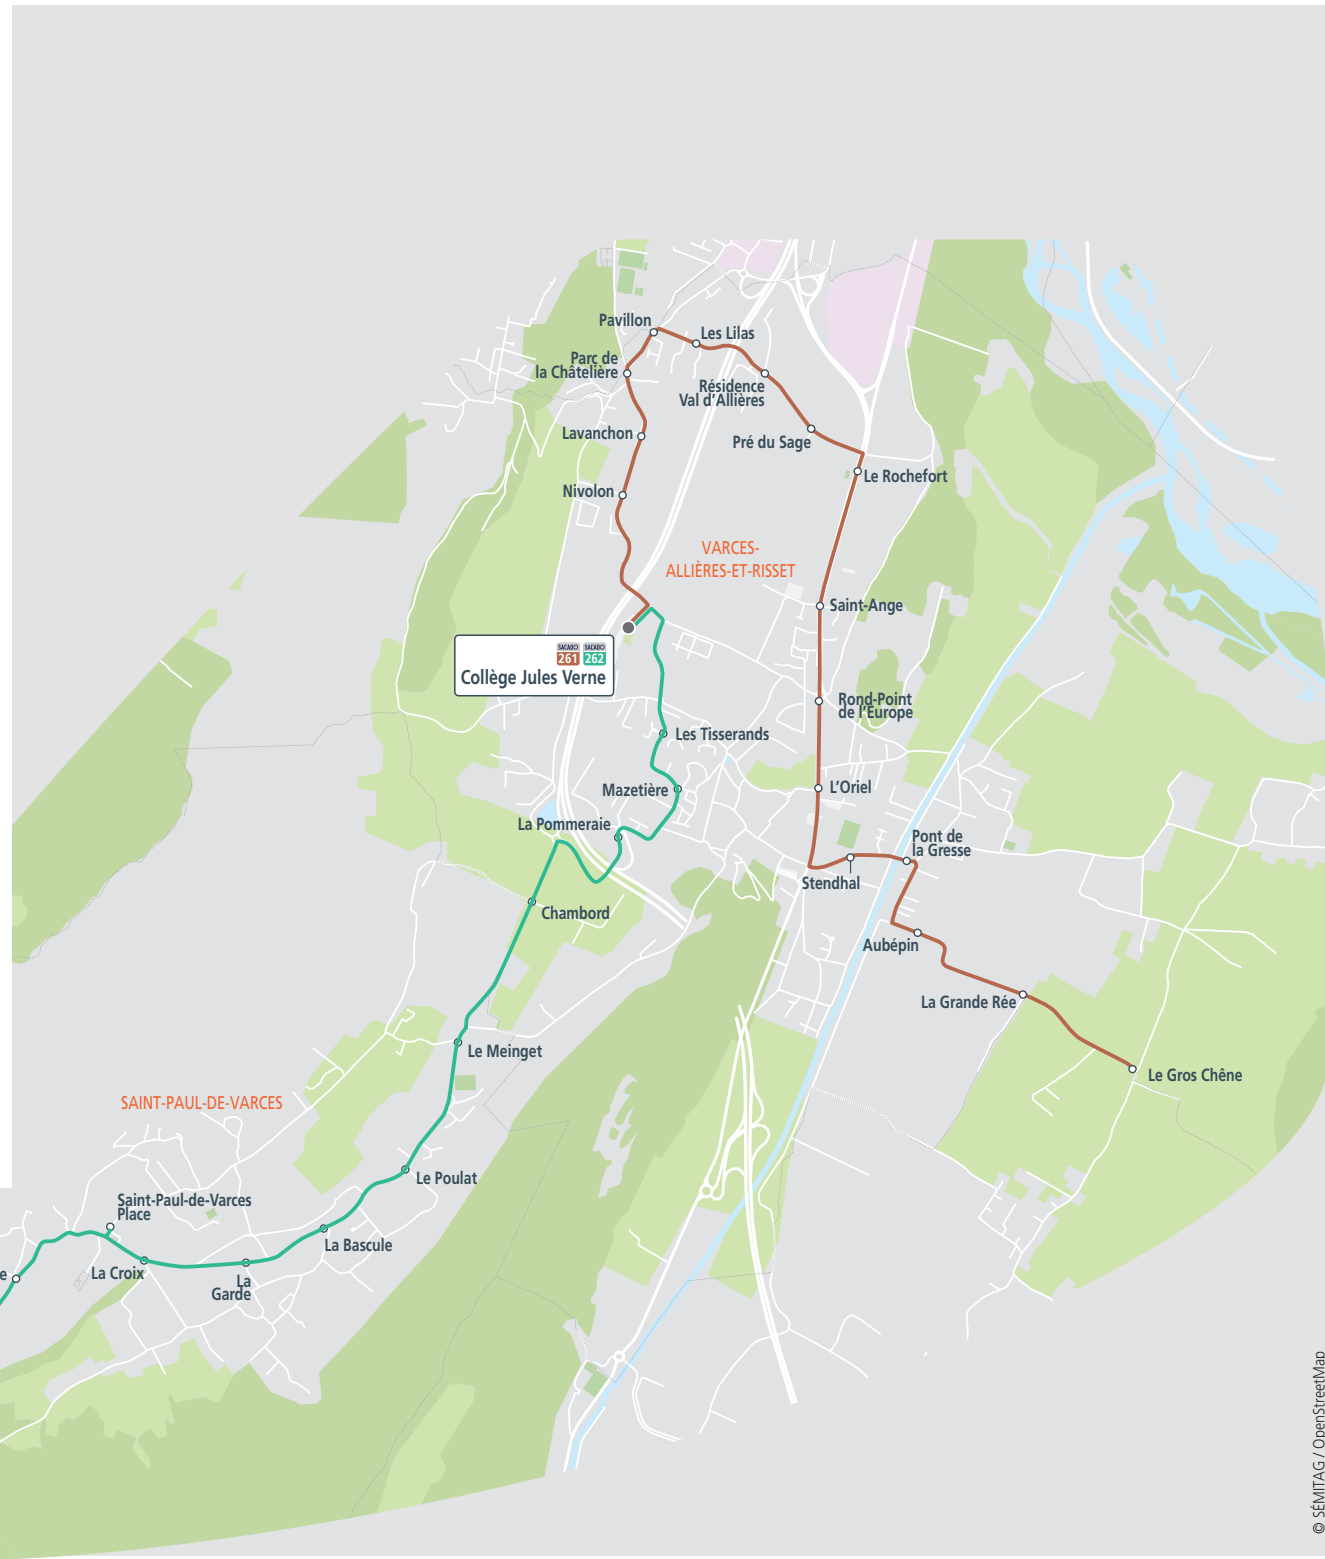 Pavillon
Les Lilas
Parc de
la Châtelière
Résidence
Val d'Allières
Lavanchon
Pré du Sage
Le Rochefort
Nivolon
VARCES-
ALLIÈRES-ET-RISSET
Saint-Ange
SACADO SACADO
261 262
Collège Jules Verne
Rond-Point
de l'Europe
Les Tisserands
Mazetière
L'Oriel
La Pommeraie
Pont de
la Gresse
Stendhal
Chambord
Aubépin
La Grande Rée
Le Meinget
Le Gros Chêne
SAINT-PAUL-DE-VARCES
Le Poulat
Saint-Paul-de-Varces
Place
La Bascule
La Croix
La
Garde
e
© SÉMITAG / OpenStreetMap